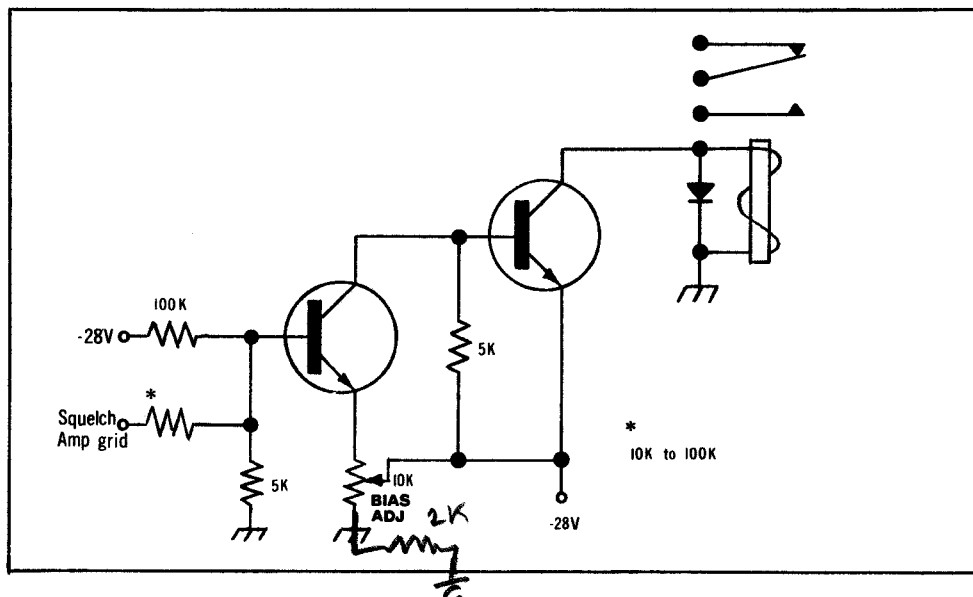 100K
-28V
*
Squelch
Amp grid
5K
10K
BIAS
ADJ
2K
5K
*
10K to 100K
-28V